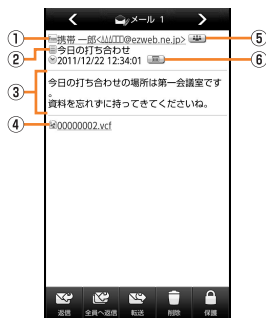 メール 1
① 携帯 一郎<△△□□@ezweb.ne.jp> ⑤
② 今日の打ち合わせ
2011/12/22 12:34:01 ⑥
③ 今日の打ち合わせの場所は第一会議室です
。
資料を忘れずに持ってきてくださいね。
④ 00000002.vcf
返信 全員へ返信 転送 削除 保護